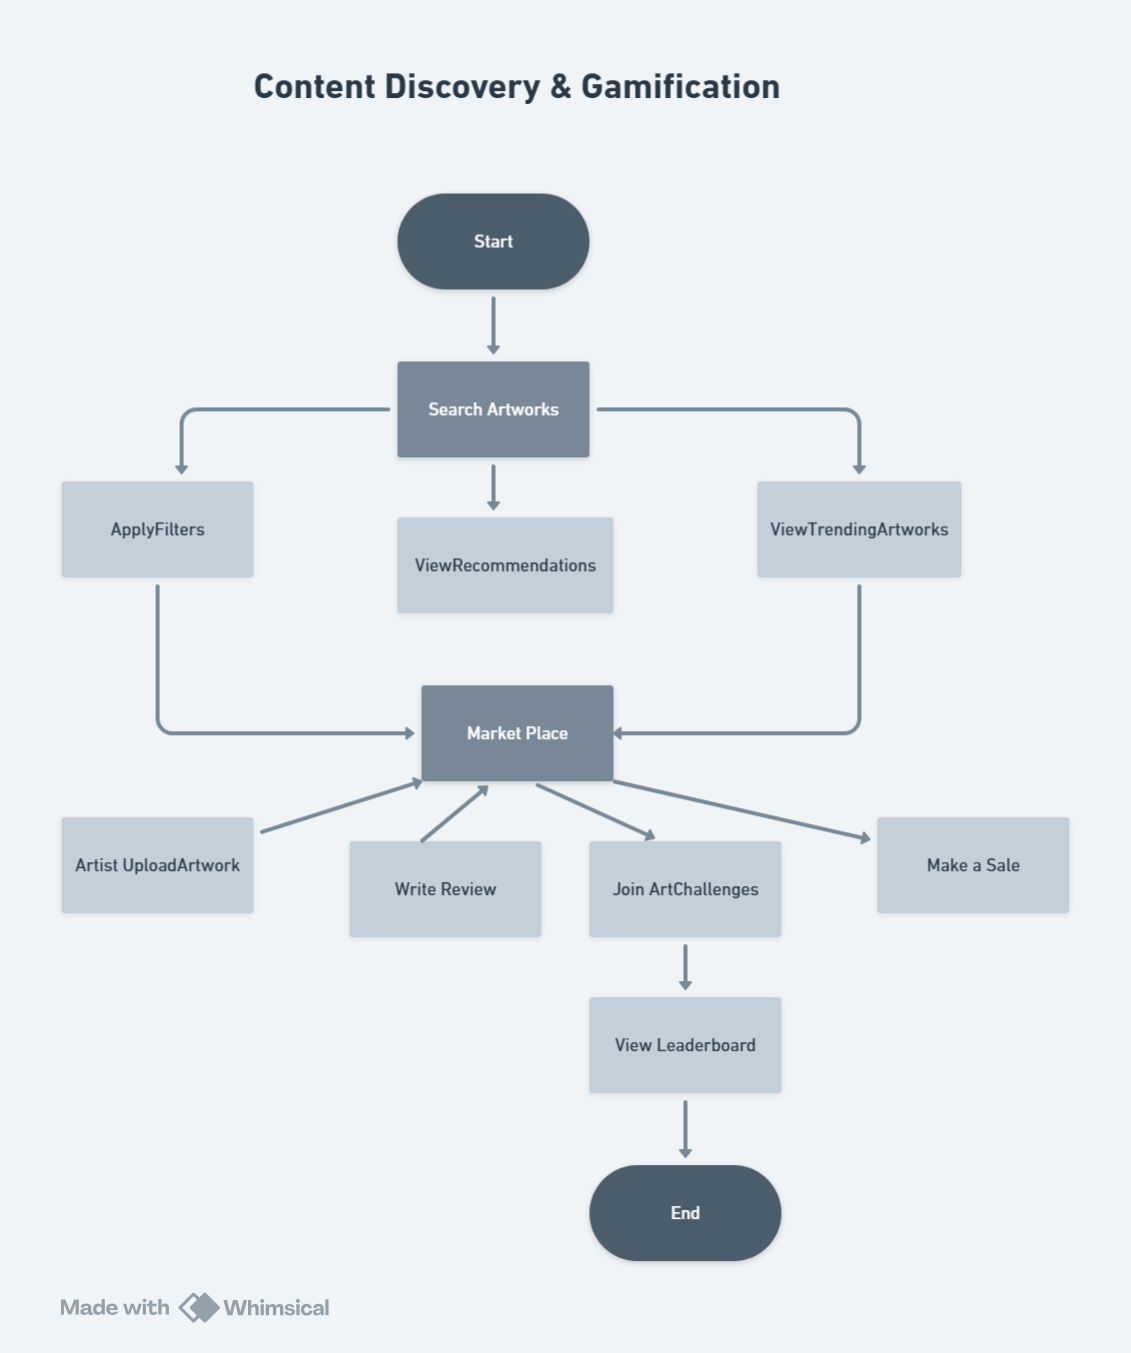 Content Discovery & Gamification
Start
Search Artworks
ApplyFilters
ViewRecommendations
ViewTrendingArtworks
Market Place
Artist UploadArtwork
Write Review
Join ArtChallenges
Make a Sale
View Leaderboard
End
Made with Whimsical